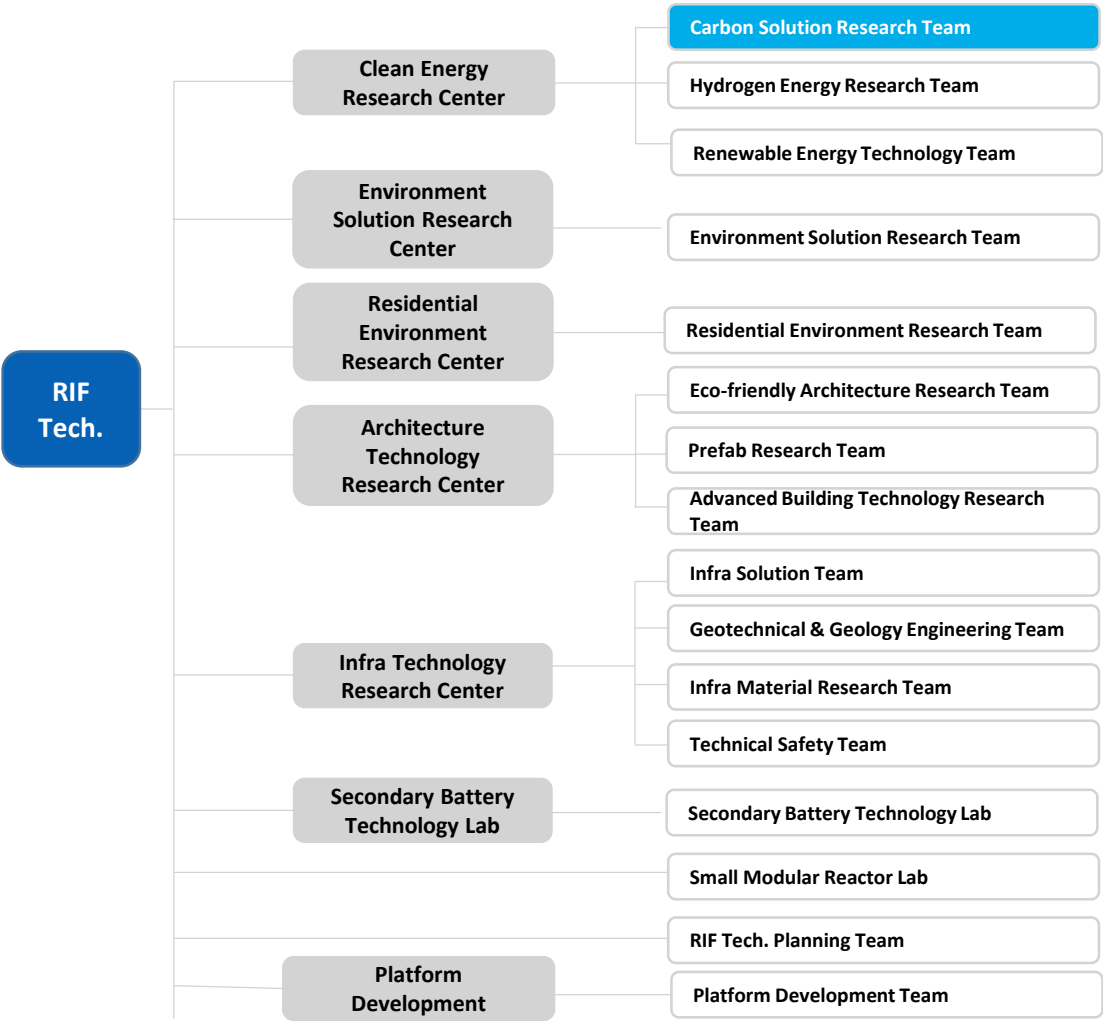 Carbon Solution Research Team
Clean Energy
Research Center
Hydrogen Energy Research Team
Renewable Energy Technology Team
Environment
Solution Research
Center
Environment Solution Research Team
Residential
Environment
Research Center
Residential Environment Research Team
RIF
Tech.
Eco-friendly Architecture Research Team
Architecture
Technology
Research Center
Prefab Research Team
Advanced Building Technology Research
Team
Infra Solution Team
Geotechnical & Geology Engineering Team
Infra Technology
Research Center
Infra Material Research Team
Technical Safety Team
Secondary Battery
Technology Lab
Secondary Battery Technology Lab
Small Modular Reactor Lab
RIF Tech. Planning Team
Platform
Development
Platform Development Team